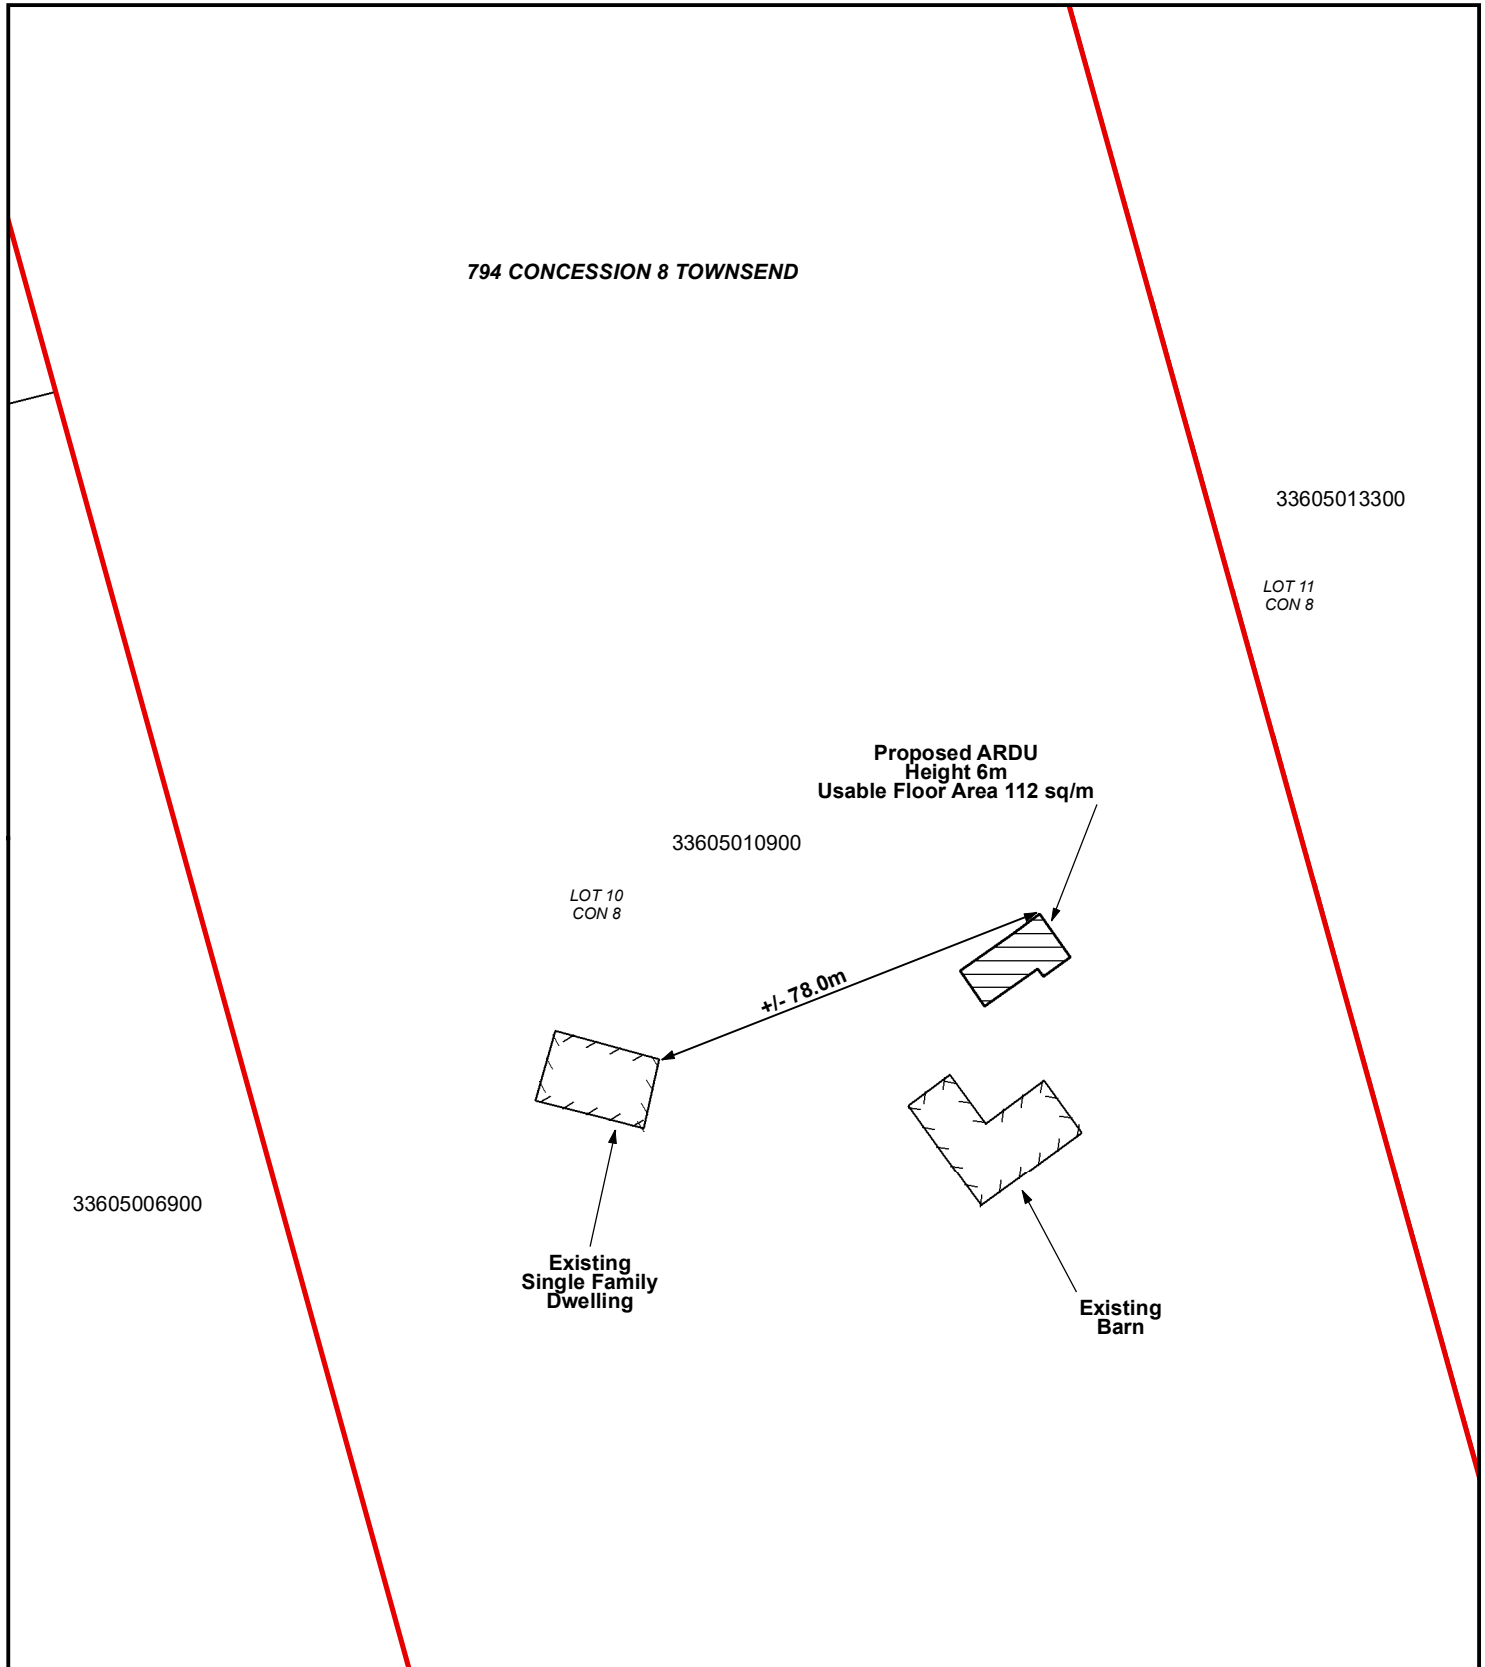 794 CONCESSION 8 TOWNSEND
33605013300
LOT 11
CON 8
Proposed ARDU
Height 6m
Usable Floor Area 112 sq/m
33605010900
LOT 10
CON 8
+/- 78.0m
33605006900
Existing
Single Family
Dwelling
Existing
Barn